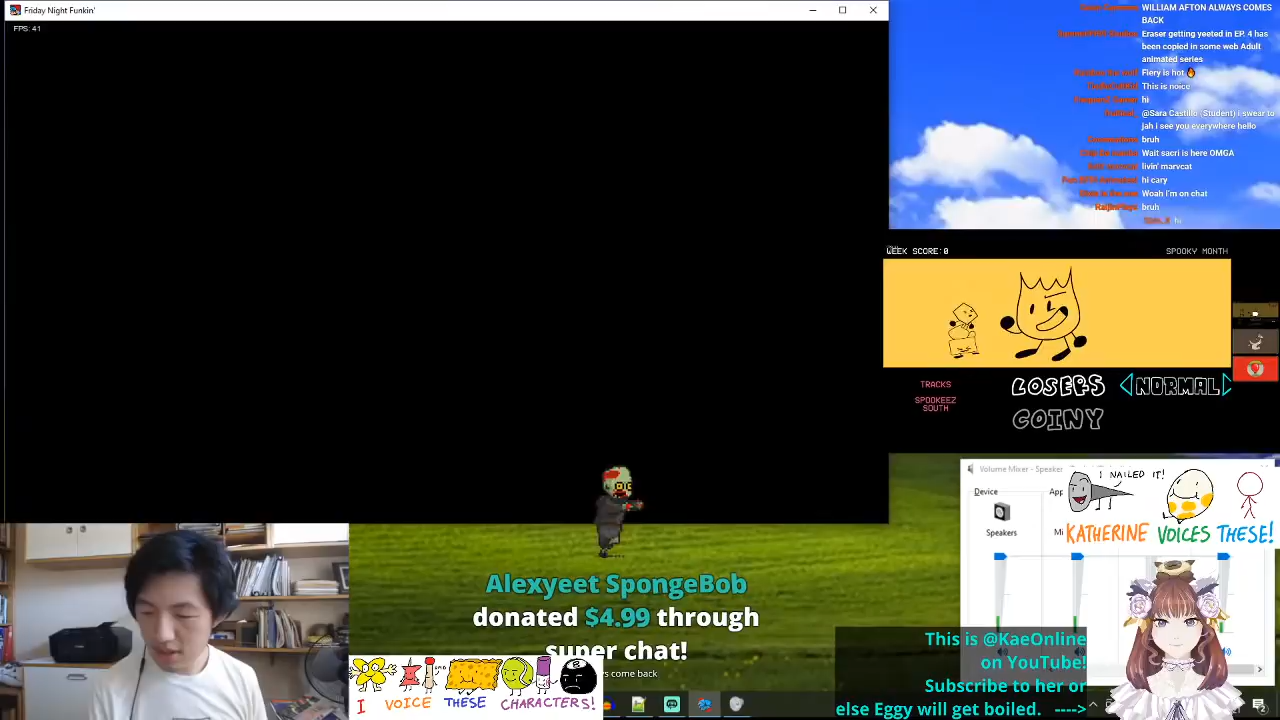 Friday Night Funkin'
FPS: 41
WILLIAM AFTON ALWAYS COMES
BACK
Eraser getting yeeted in EP. 4 has
been copied in some web Adult
animated series
Fiery is hot
This is noice
hi
@Sara Castillo (Student) i swear to
jah i see you everywhere hello
bruh
Wait sacri is here OMGA
livin' marvcat
hi cary
Woah I'm on chat
bruh
hi
WEEK SCORE:0
SPOOKY MONTH
TRACKS
SPOOKEEZ
SOUTH
LOSERS
NORMAL
COINY
Volume Mixer - Speaker
Device
App
Speakers
Mi
I NAILED IT!
KATHERINE VOICES THESE!
Alexyeet SpongeBob
donated $4.99 through
super chat!
s come back
I VOICE THESE CHARACTERS!
This is @KaeOnline
on YouTube!
Subscribe to her or
else Eggy will get boiled. ---->